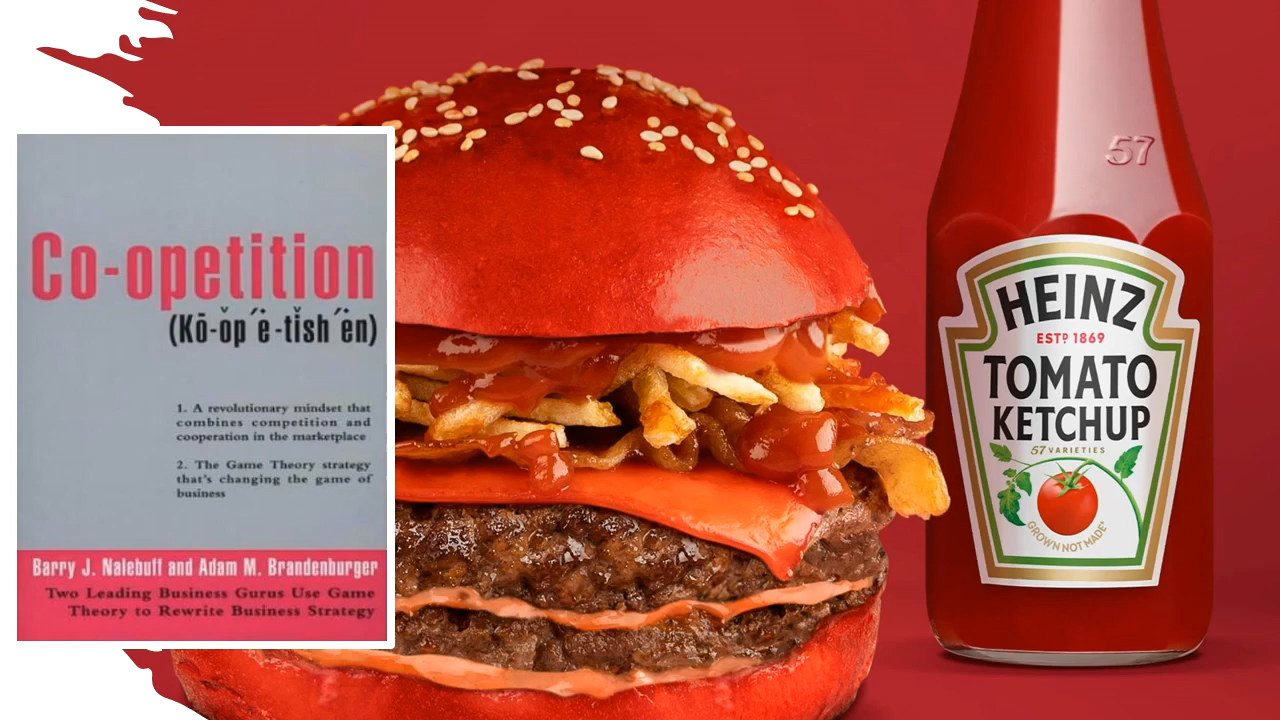 Co-opetition
(Kō-ŏp´ĕ-tĭsh´ĕn)
1. A revolutionary mindset that
combines competition and
cooperation in the marketplace
2. The Game Theory strategy
that's changing the game of
business
Barry J. Nalebuff and Adam M. Brandenburger
Two Leading Business Gurus Use Game
Theory to Rewrite Business Strategy
57
HEINZ
ESTD 1869
TOMATO
KETCHUP
57 VARIETIES
GROWN NOT MADE®